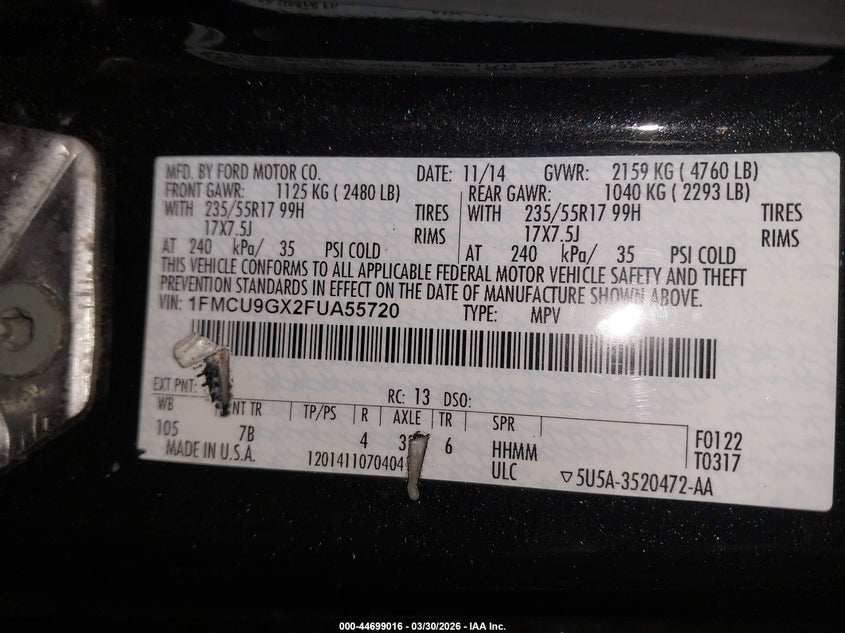 MFD. BY FORD MOTOR CO. DATE: 11/14 GVWR: 2159 KG ( 4760 LB)
FRONT GAWR: 1125 KG ( 2480 LB) REAR GAWR: 1040 KG ( 2293 LB)
WITH 235/55R17 99H TIRES WITH 235/55R17 99H TIRES
17X7.5J RIMS 17X7.5J RIMS
AT 240 kPa/ 35 PSI COLD AT 240 kPa/ 35 PSI COLD
THIS VEHICLE CONFORMS TO ALL APPLICABLE FEDERAL MOTOR VEHICLE SAFETY AND THEFT
PREVENTION STANDARDS IN EFFECT ON THE DATE OF MANUFACTURE SHOWN ABOVE.
VIN: 1FMCU9GX2FUA55720 TYPE: MPV
EXT PNT: RC: 13 DSO:
WB NT TR TP/PS R AXLE TR SPR
105 7B 4 6 HHMM F0122
MADE IN U.S.A. 1201411070404 ULC T0317
▽5U5A-3520472-AA
000-44699016 - 03/30/2026 - IAA Inc.